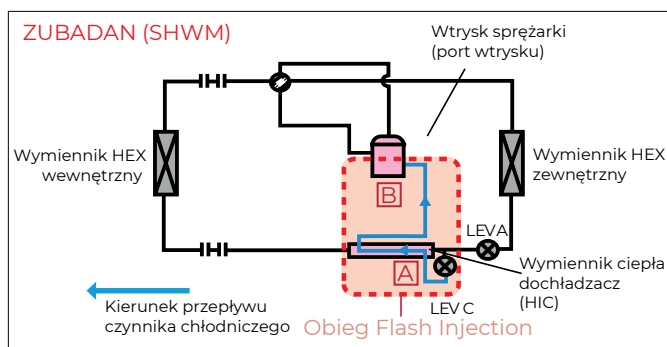 ZUBADAN (SHWM)
Wtrysk sprężarki
(port wtrysku)
Wymiennik HEX
wewnętrzny
Wymiennik HEX
zewnętrzny
B
LEV A
A
Wymiennik ciepła
dochładzacz
(HIC)
LEV C
Kierunek przepływu
czynnika chłodniczego
Obieg Flash Injection